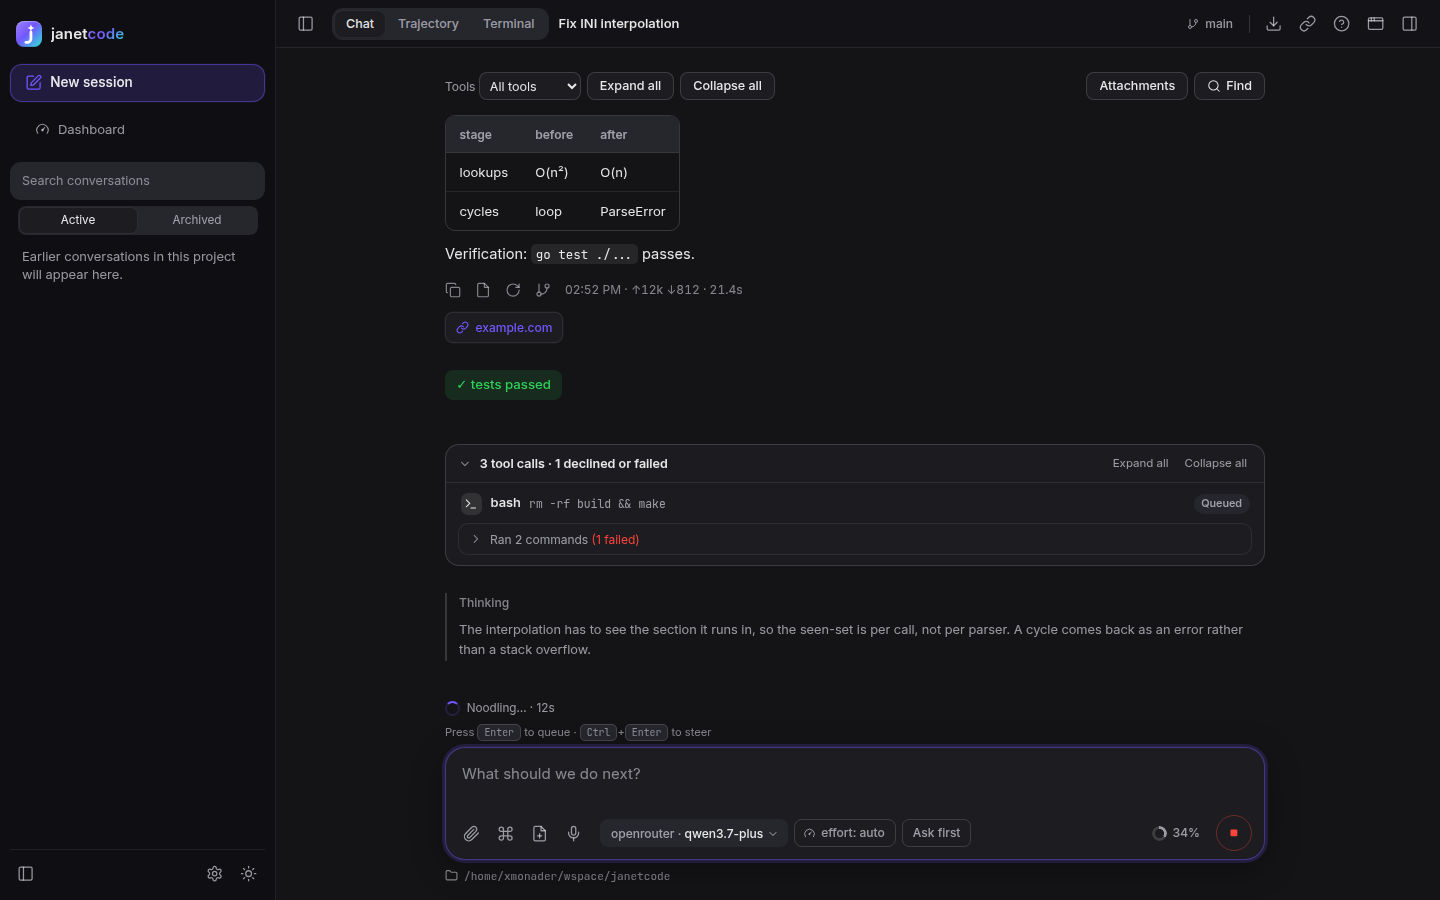 janetcode
New session
Dashboard
Search conversations
Active
Archived
Earlier conversations in this project
will appear here.
Chat
Trajectory
Terminal
Fix INI Interpolation
main
Tools
All tools
Expand all
Collapse all
Attachments
Find
stage before after
lookups O(n²) O(n)
cycles loop ParseError
Verification: go test ./... passes.
02:52 PM · ↑12k ↓812 · 21.4s
example.com
✓ tests passed
3 tool calls · 1 declined or failed
Expand all
Collapse all
bash rm -rf build && make
Queued
Ran 2 commands (1 failed)
Thinking
The interpolation has to see the section it runs in, so the seen-set is per call, not per parser. A cycle comes back as an error rather
than a stack overflow.
Noodling... · 12s
Press Enter to queue · Ctrl+Enter to steer
What should we do next?
openrouter · qwen3.7-plus
effort: auto
Ask first
34%
/home/xmonader/wspace/janetcode